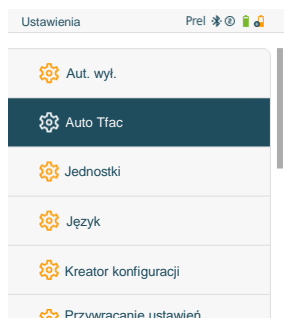 Ustawienia Prel
Aut. wył.
Auto Tfac
Jednostki
Język
Kreator konfiguracji
Przywracanie ustawień